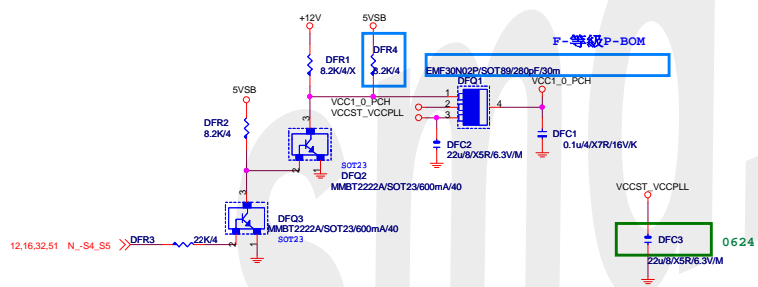 +12V
5VSB
F-等級P-BOM
DFR1
8.2K/4/X
DFR4
8.2K/4
EMF30N02P/SOT89/280pF/30m
DFQ1
VCC1_0_PCH
5VSB
VCC1_0_PCH
VCCST_VCCPLL
1
2
3
4
DFR2
8.2K/4
3
DFC2
22u/8/X5R/6.3V/M
DFC1
0.1u/4/X7R/16V/K
2
1
SOT23
DFQ2
MMBT2222A/SOT23/600mA/40
VCCST_VCCPLL
3
DFQ3
MMBT2222A/SOT23/600mA/40
SOT23
12,16,32,51 N_-S4_S5
DFR3
22K/4
2
1
DFC3
0624
22u/8/X5R/6.3V/M